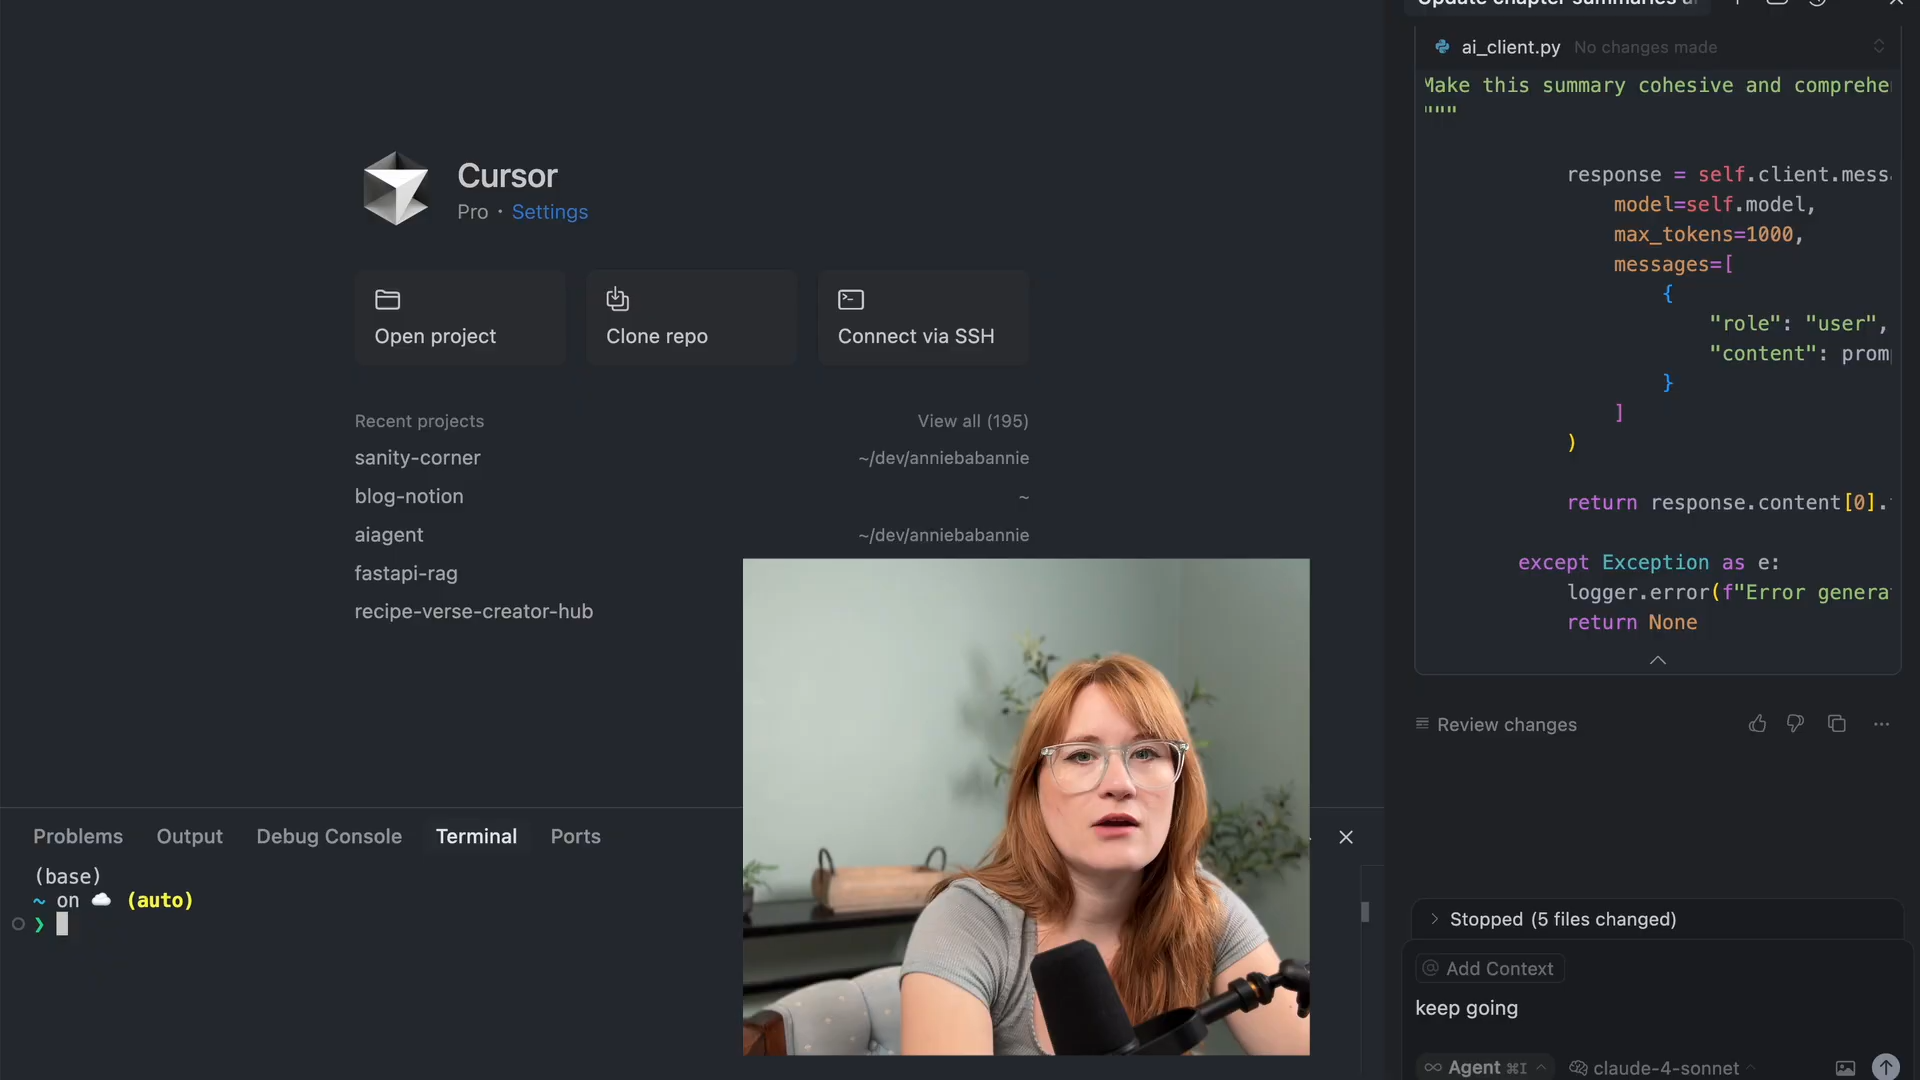 Cursor
Pro · Settings
Open project
Clone repo
Connect via SSH
Recent projects
View all (195)
sanity-corner
~/dev/anniebabannie
blog-notion
~
aiagent
~/dev/anniebabannie
fastapi-rag
recipe-verse-creator-hub
Problems
Output
Debug Console
Terminal
Ports
(base)
~ on ☁️ (auto)
❯
Update chapter summaries
ai_client.py No changes made
Make this summary cohesive and comprehe
"""
response = self.client.mess
model=self.model,
max_tokens=1000,
messages=[
{
"role": "user",
"content": prom
}
]
)
return response.content[0].
except Exception as e:
logger.error(f"Error genera
return None
Review changes
Stopped (5 files changed)
@ Add Context
keep going
∞ Agent ⌘I
claude-4-sonnet